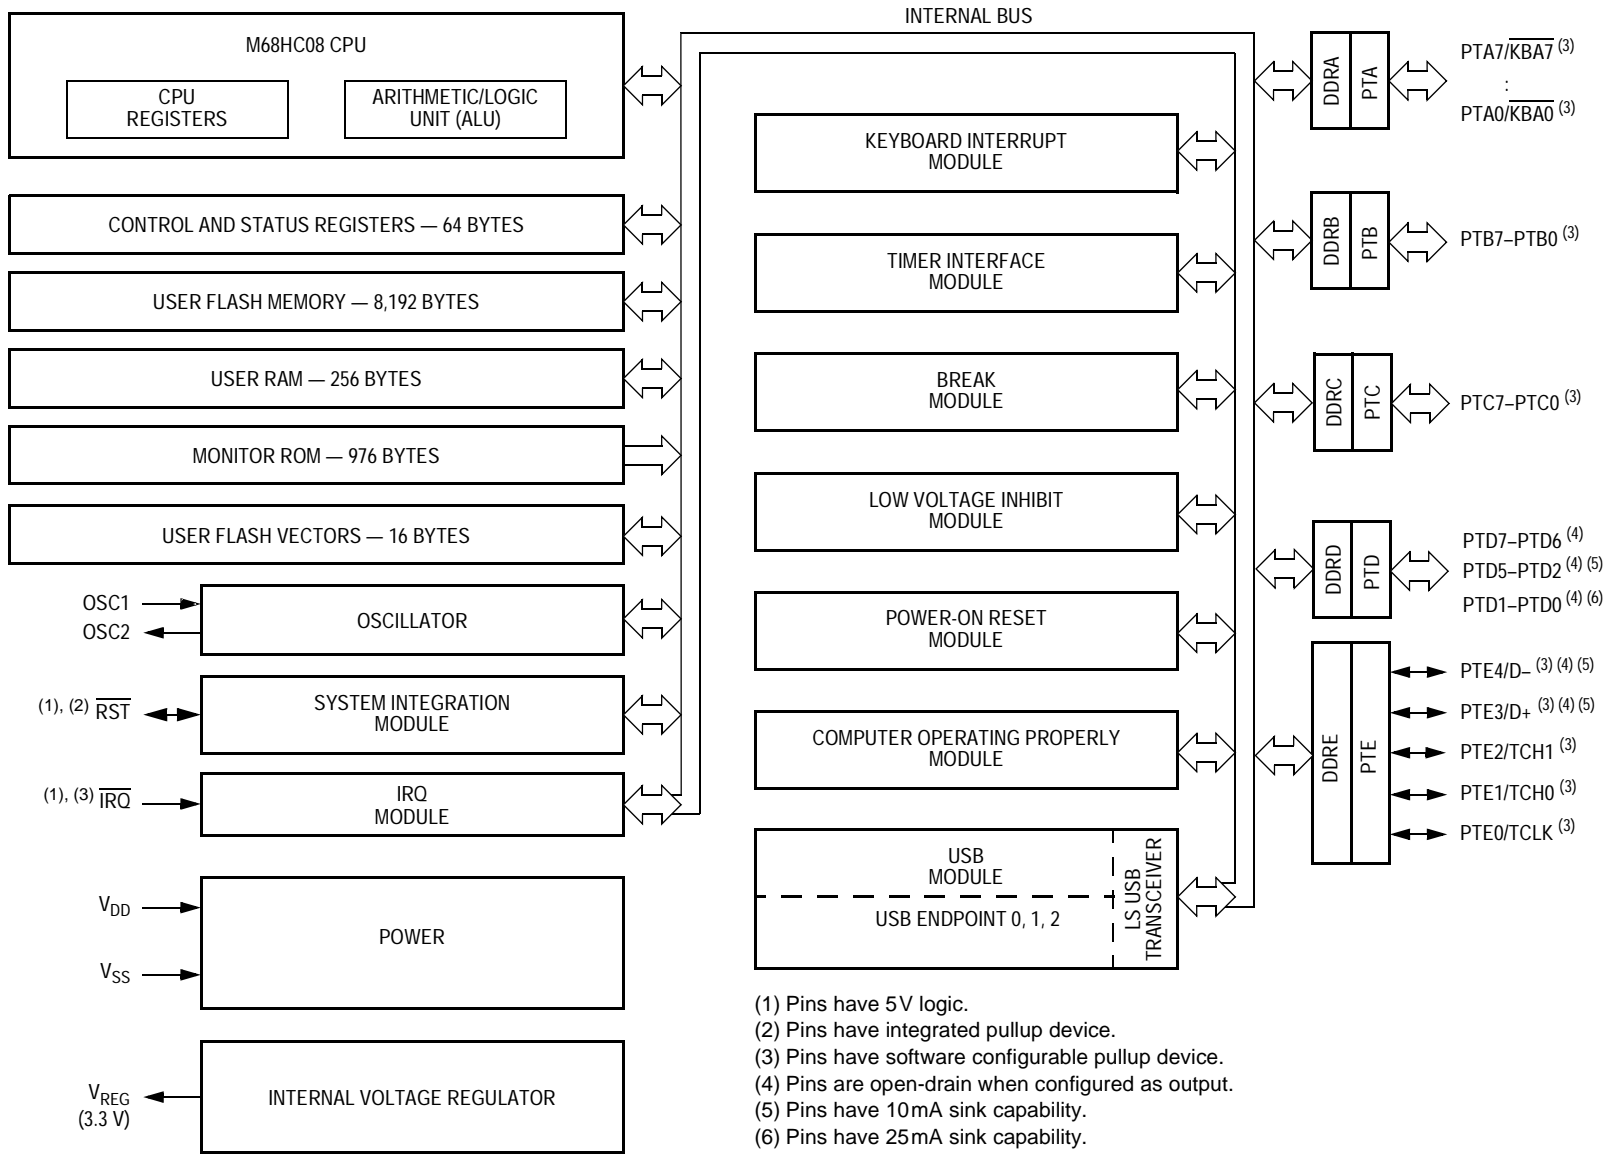 INTERNAL BUS
M68HC08 CPU
CPU
REGISTERS
ARITHMETIC/LOGIC
UNIT (ALU)
CONTROL AND STATUS REGISTERS — 64 BYTES
USER FLASH MEMORY — 8,192 BYTES
USER RAM — 256 BYTES
MONITOR ROM — 976 BYTES
USER FLASH VECTORS — 16 BYTES
OSC1
OSC2
OSCILLATOR
(1), (2) RST
SYSTEM INTEGRATION
MODULE
(1), (3) IRQ
IRQ
MODULE
VDD
VSS
POWER
VREG
(3.3 V)
INTERNAL VOLTAGE REGULATOR
KEYBOARD INTERRUPT
MODULE
TIMER INTERFACE
MODULE
BREAK
MODULE
LOW VOLTAGE INHIBIT
MODULE
POWER-ON RESET
MODULE
COMPUTER OPERATING PROPERLY
MODULE
USB
MODULE
USB ENDPOINT 0, 1, 2
LS USB
TRANSCEIVER
DDRA
PTA
PTA7/KBA7 (3)
:
PTA0/KBA0 (3)
DDRB
PTB
PTB7–PTB0 (3)
DDRC
PTC
PTC7–PTC0 (3)
DDRD
PTD
PTD7–PTD6 (4)
PTD5–PTD2 (4) (5)
PTD1–PTD0 (4) (6)
DDRE
PTE
PTE4/D– (3) (4) (5)
PTE3/D+ (3) (4) (5)
PTE2/TCH1 (3)
PTE1/TCH0 (3)
PTE0/TCLK (3)
(1) Pins have 5V logic.
(2) Pins have integrated pullup device.
(3) Pins have software configurable pullup device.
(4) Pins are open-drain when configured as output.
(5) Pins have 10mA sink capability.
(6) Pins have 25mA sink capability.